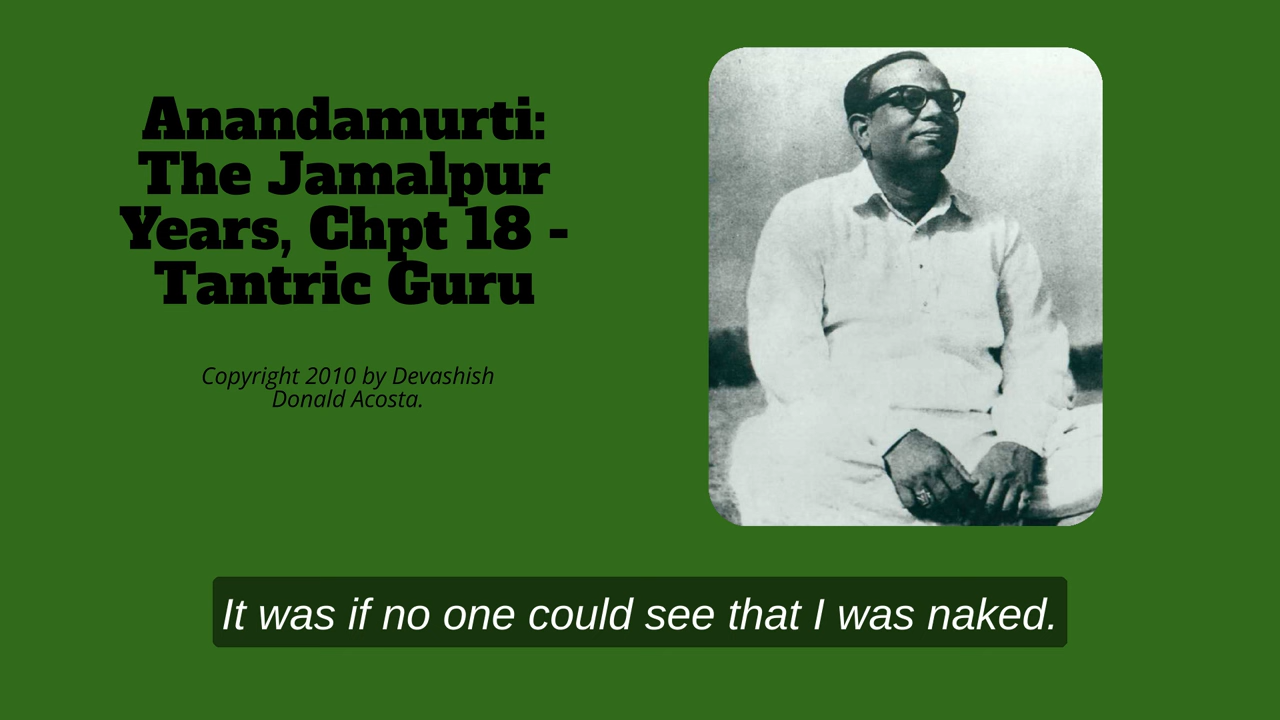 Anandamurti:
The Jamalpur
Years, Chpt 18 -
Tantric Guru
Copyright 2010 by Devashish
Donald Acosta.
It was if no one could see that I was naked.